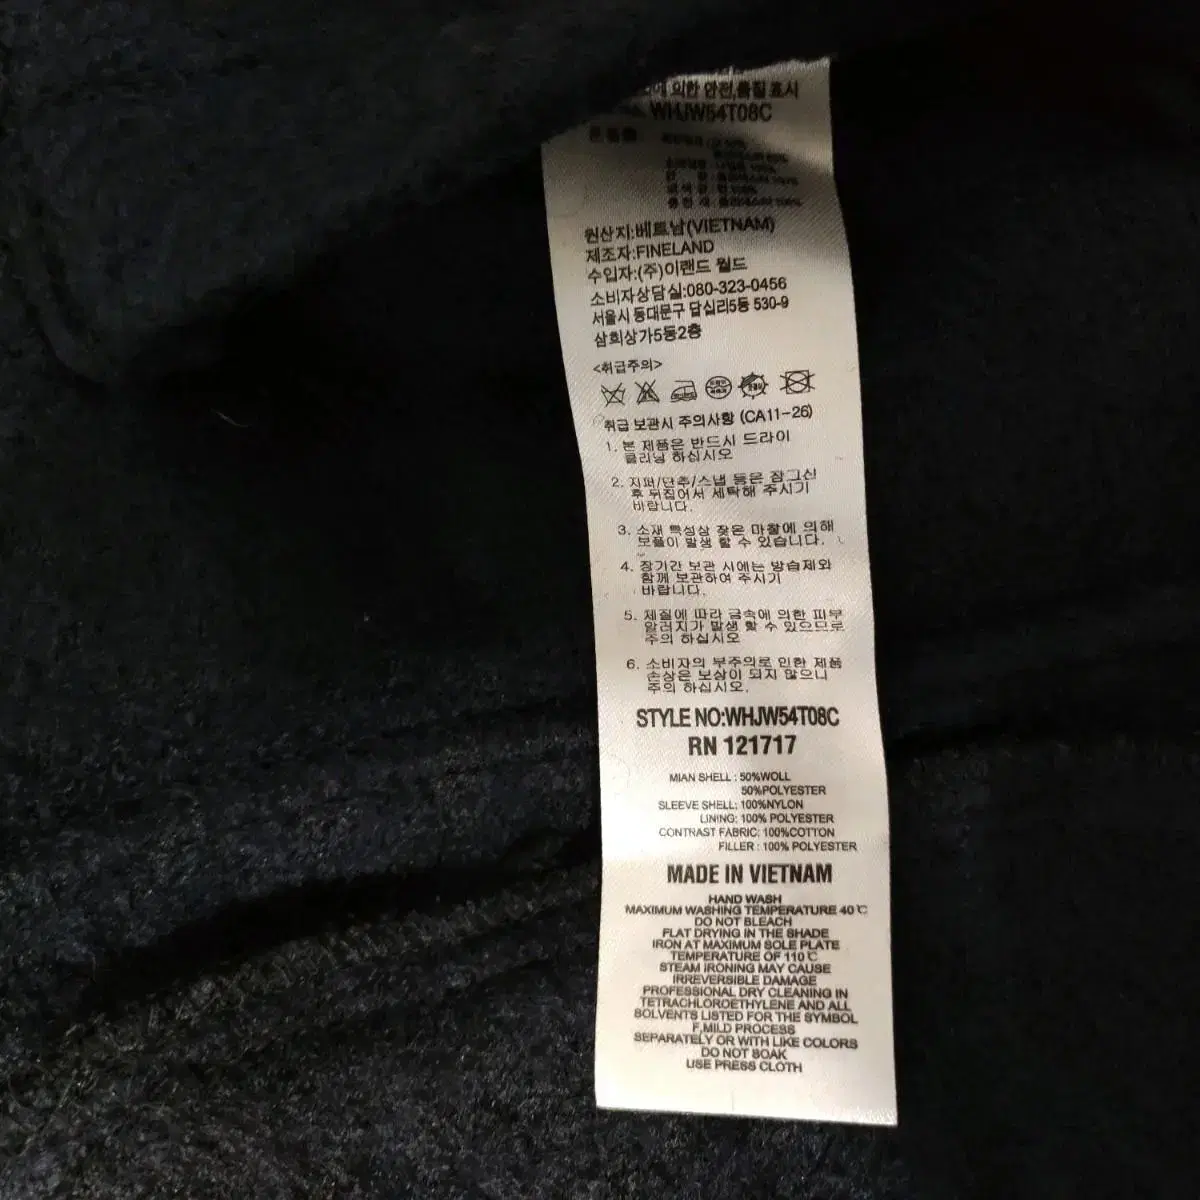 에 의한 안전,품질 표시
WHJW54T08C
원산지:베트남(VIETNAM)
제조자:FINELAND
수입자:(주)이랜드 월드
소비자상담실:080-323-0456
서울시 동대문구 답십리5동 530-9
삼희상가5동2층
<취급주의>
취급 보관시 주의사항 (CA11-26)
1. 본 제품은 반드시 드라이
클리닝 하십시오
2. 지퍼/단추/스냅 등은 잠그신
후 뒤집어서 세탁해 주시기
바랍니다.
3. 소재 특성상 잦은 마찰에 의해
보풀이 발생 할 수 있습니다.
4. 장기간 보관 시에는 방습제와
함께 보관하여 주시기
바랍니다.
5. 체질에 따라 금속에 의한 피부
알러지가 발생 할 수 있으므로
주의 하십시오
6. 소비자의 부주의로 인한 제품
손상은 보상이 되지 않으니
주의 하십시오.
STYLE NO:WHJW54T08C
RN 121717
MIAN SHELL : 50%WOLL
50%POLYESTER
SLEEVE SHELL: 100%NYLON
LINING: 100% POLYESTER
CONTRAST FABRIC: 100%COTTON
FILLER : 100% POLYESTER
MADE IN VIETNAM
HAND WASH
MAXIMUM WASHING TEMPERATURE 40℃
DO NOT BLEACH
FLAT DRYING IN THE SHADE
IRON AT MAXIMUM SOLE PLATE
TEMPERATURE OF 110℃
STEAM IRONING MAY CAUSE
IRREVERSIBLE DAMAGE
PROFESSIONAL DRY CLEANING IN
TETRACHLOROETHYLENE AND ALL
SOLVENTS LISTED FOR THE SYMBOL
F,MILD PROCESS
SEPARATELY OR WITH LIKE COLORS
DO NOT SOAK
USE PRESS CLOTH